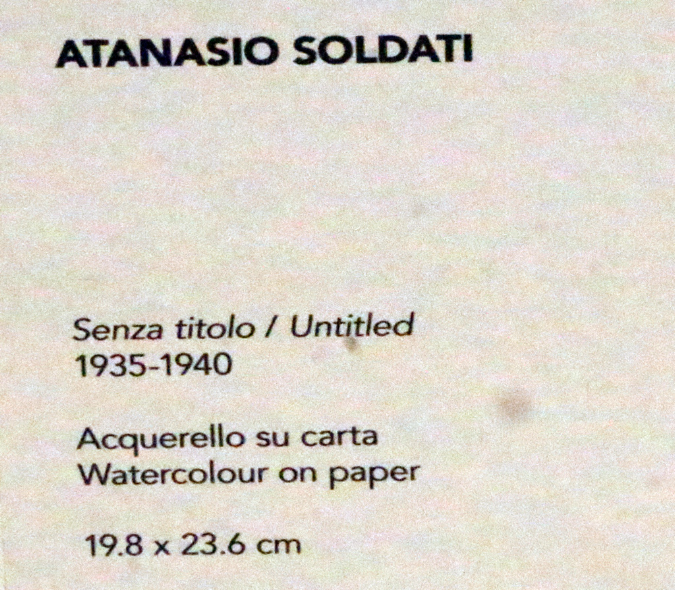 ATANASIO SOLDATI
Senza titolo / Untitled
1935-1940
Acquerello su carta
Watercolour on paper
19.8 x 23.6 cm